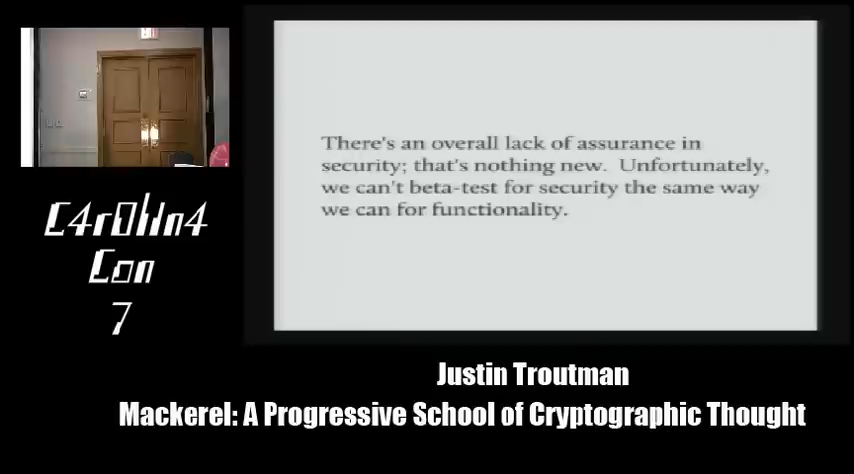 There's an overall lack of assurance in
security; that's nothing new. Unfortunately,
we can't beta-test for security the same way
we can for functionality.
C4r0l1n4
Con
7
Justin Troutman
Mackerel: A Progressive School of Cryptographic Thought